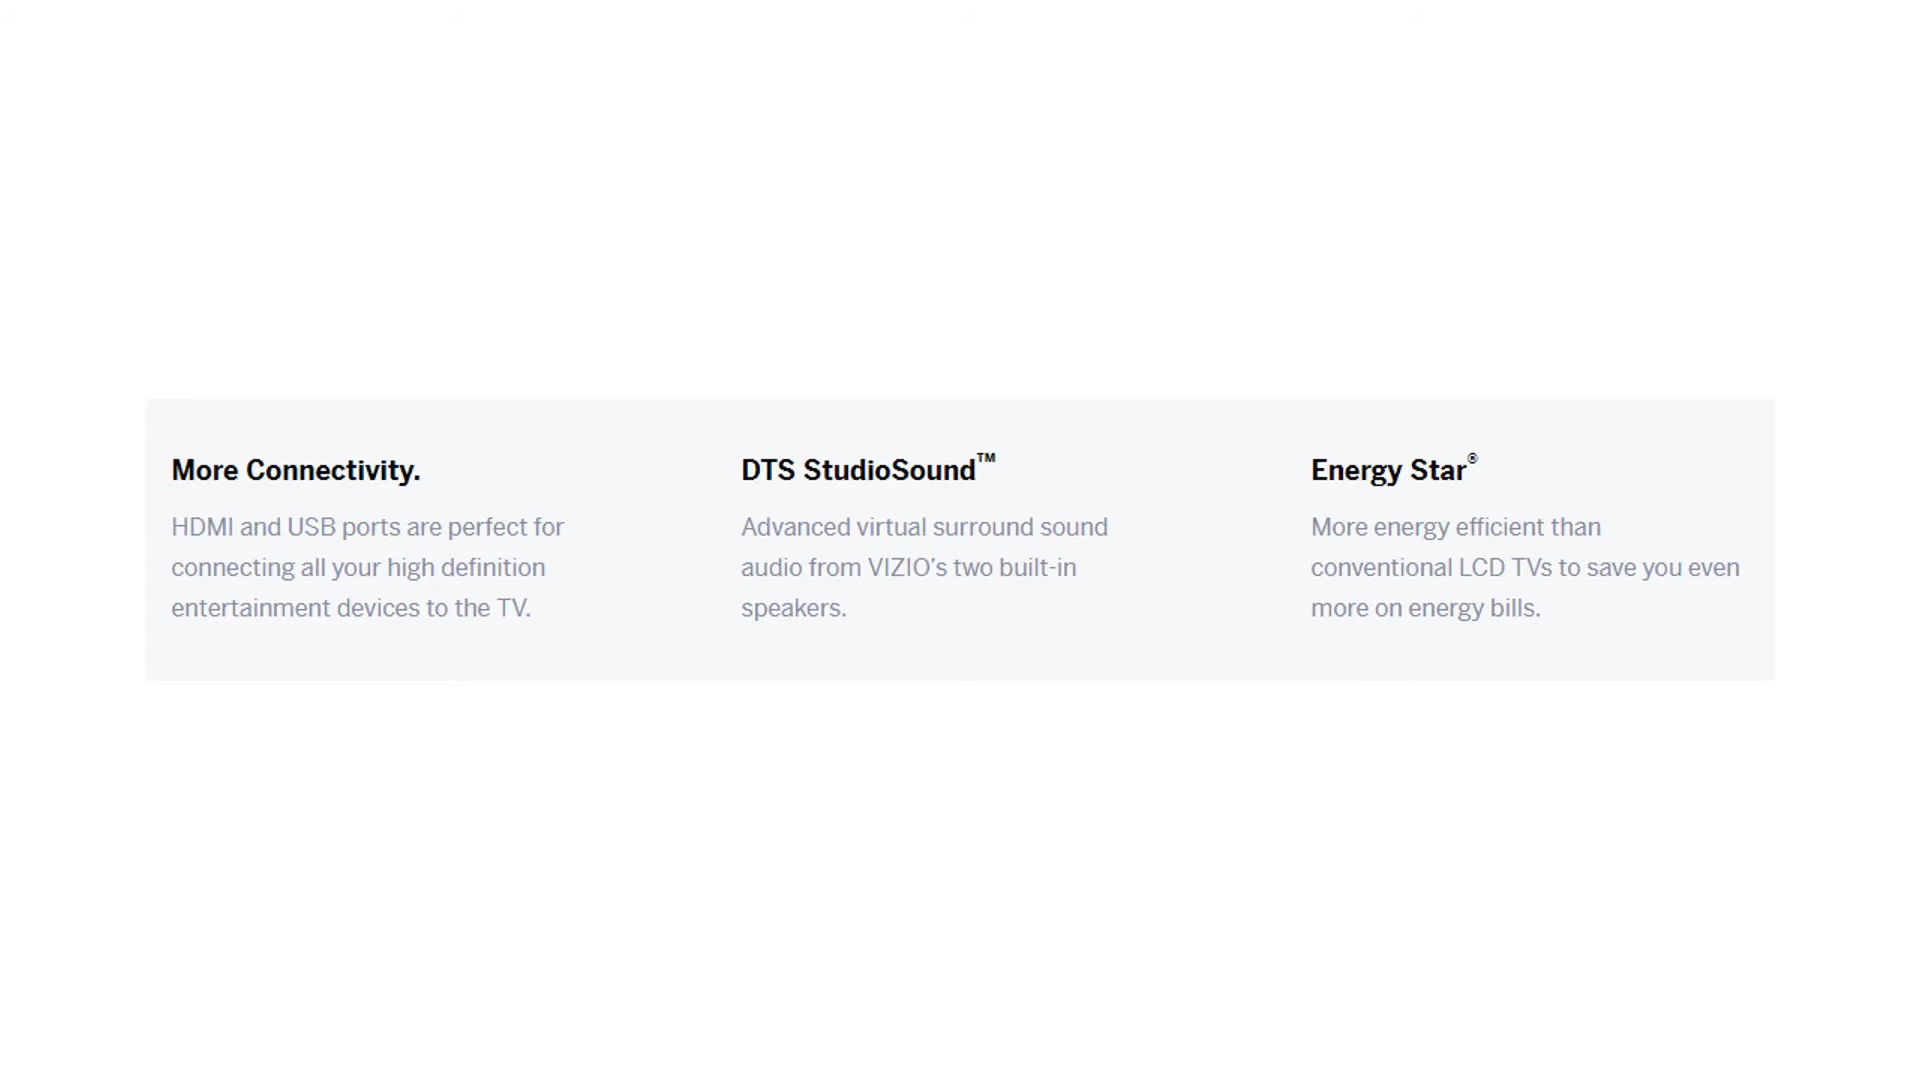 More Connectivity.
HDMI and USB ports are perfect for
connecting all your high definition
entertainment devices to the TV.
DTS StudioSound™
Advanced virtual surround sound
audio from VIZIO’s two built-in
speakers.
Energy Star®
More energy efficient than
conventional LCD TVs to save you even
more on energy bills.